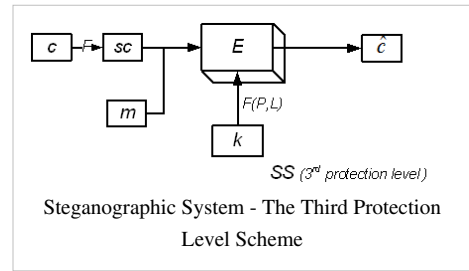 c F sc E ĉ
m
F(P,L)
k
SS (3rd protection level)
Steganographic System - The Third Protection
Level Scheme